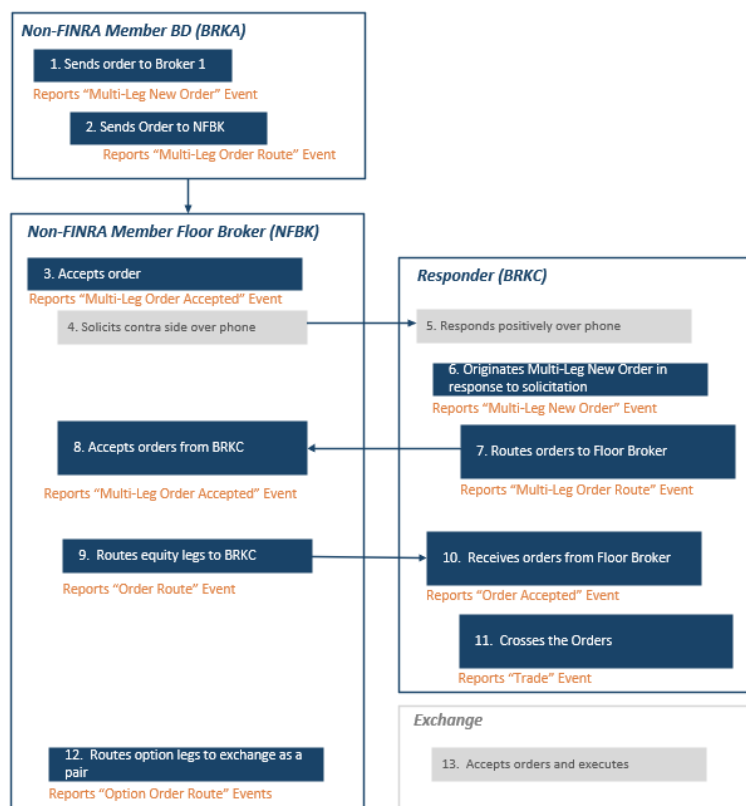 Non-FINRA Member BD (BRKA)
1. Sends order to Broker 1
Reports “Multi-Leg New Order” Event
2. Sends Order to NFBK
Reports “Multi-Leg Order Route” Event
Non-FINRA Member Floor Broker (NFBK)
3. Accepts order
Reports “Multi-Leg Order Accepted” Event
4. Solicits contra side over phone
Responder (BRKC)
5. Responds positively over phone
6. Originates Multi-Leg New Order in
response to solicitation
Reports “Multi-Leg New Order” Event
7. Routes orders to Floor Broker
Reports “Multi-Leg Order Route” Event
8. Accepts orders from BRKC
Reports “Multi-Leg Order Accepted” Event
9. Routes equity legs to BRKC
Reports “Order Route” Event
10. Receives orders from Floor Broker
Reports “Order Accepted” Event
11. Crosses the Orders
Reports “Trade” Event
12. Routes option legs to exchange as a
pair
Reports “Option Order Route” Events
Exchange
13. Accepts orders and executes